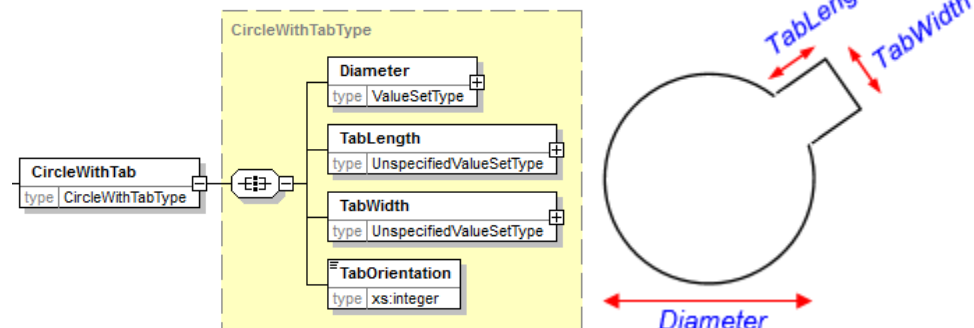 CircleWithTabType
Diameter
type ValueSetType
TabLength
type UnspecifiedValueSetType
CircleWithTab
type CircleWithTabType
TabWidth
type UnspecifiedValueSetType
TabOrientation
type xs:integer
TabLeng
TabWidth
Diameter